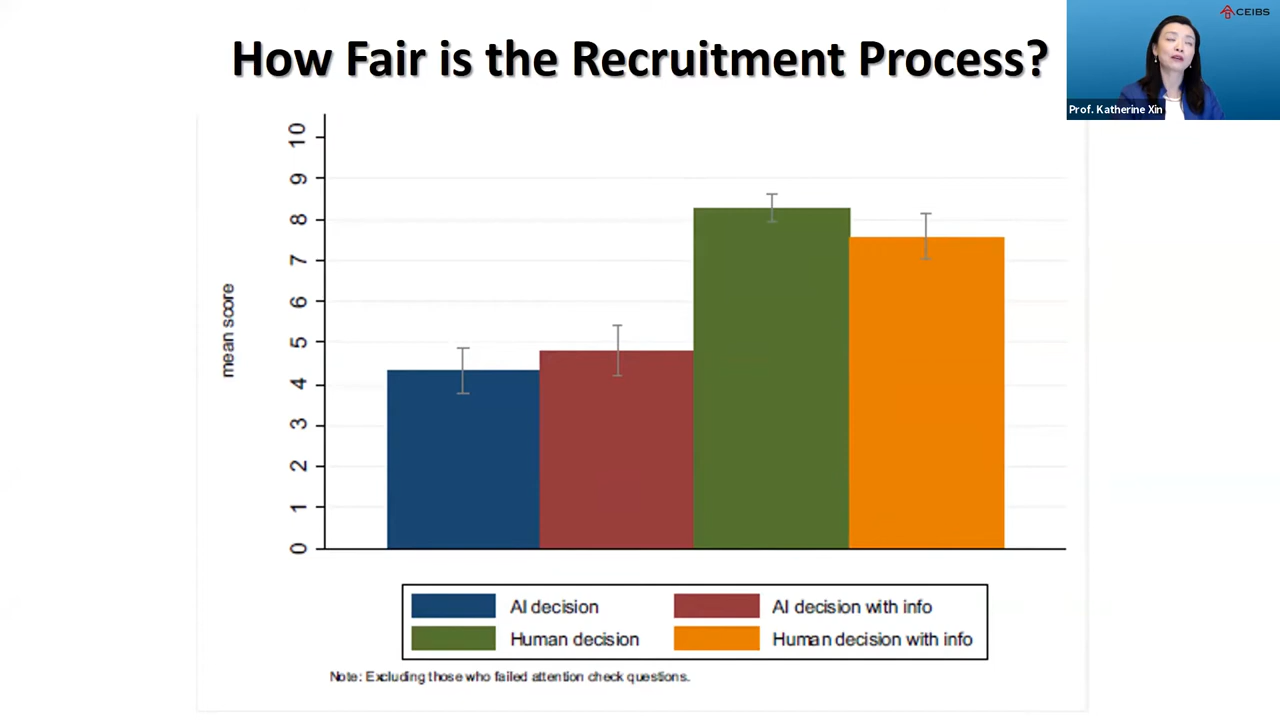 CEIBS
How Fair is the Recruitment Process?
Prof. Katherine Xin
10
9
8
7
6
5
4
3
2
1
0
mean score
AI decision
AI decision with info
Human decision
Human decision with info
Note: Excluding those who failed attention check questions.